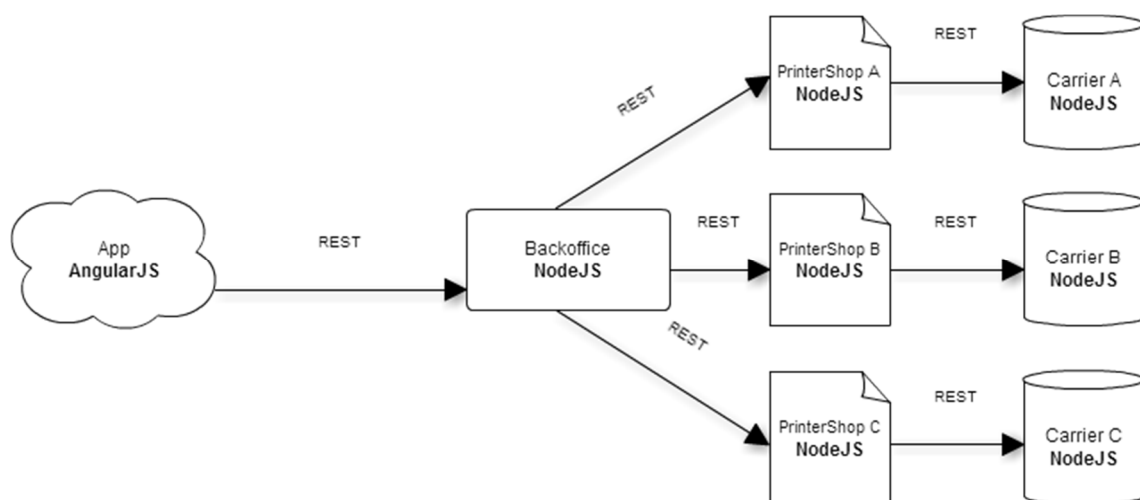 REST
PrinterShop A
NodeJS
Carrier A
NodeJS
REST
App
AngularJS
REST
Backoffice
NodeJS
REST
PrinterShop B
NodeJS
REST
Carrier B
NodeJS
REST
PrinterShop C
NodeJS
REST
Carrier C
NodeJS